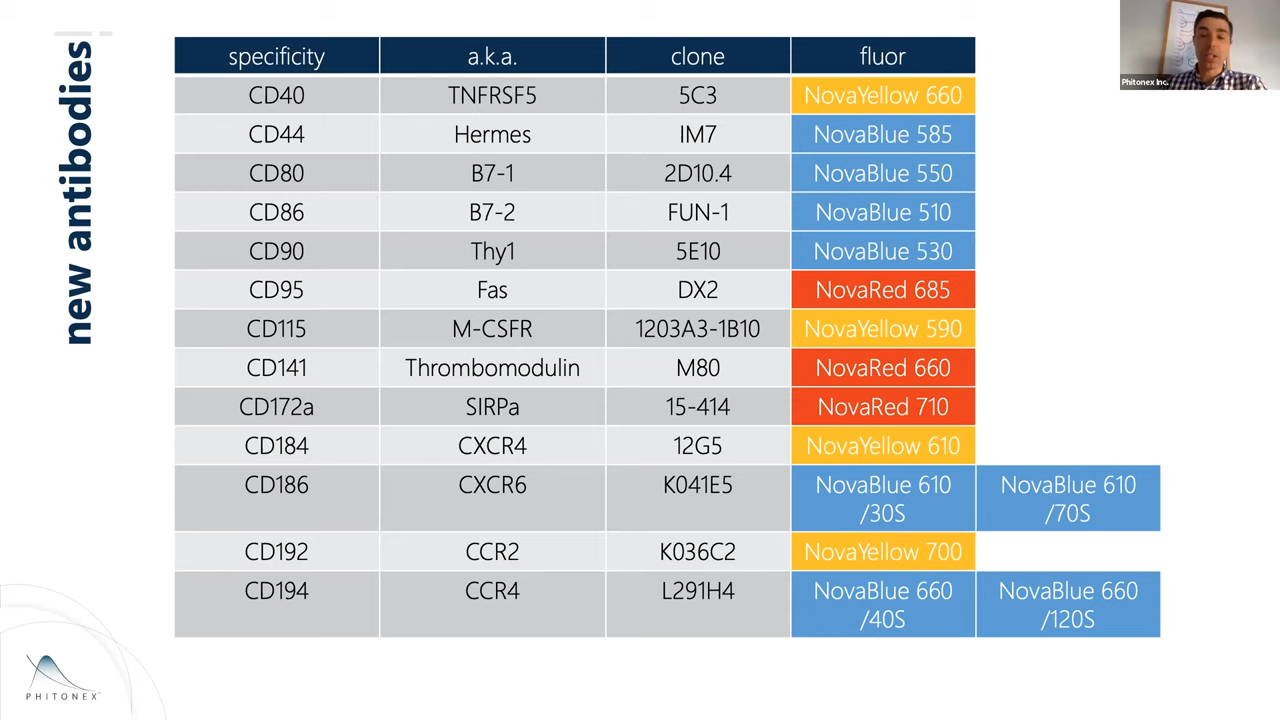 new antibodies
specificity a.k.a. clone fluor
CD40 TNFRSF5 5C3 NovaYellow 660
CD44 Hermes IM7 NovaBlue 585
CD80 B7-1 2D10.4 NovaBlue 550
CD86 B7-2 FUN-1 NovaBlue 510
CD90 Thy1 5E10 NovaBlue 530
CD95 Fas DX2 NovaRed 685
CD115 M-CSFR 1203A3-1B10 NovaYellow 590
CD141 Thrombomodulin M80 NovaRed 660
CD172a SIRPa 15-414 NovaRed 710
CD184 CXCR4 12G5 NovaYellow 610
CD186 CXCR6 K041E5 NovaBlue 610 NovaBlue 610
/30S /70S
CD192 CCR2 K036C2 NovaYellow 700
CD194 CCR4 L291H4 NovaBlue 660 NovaBlue 660
/40S /120S
PHITONEX
Phitonex Inc.